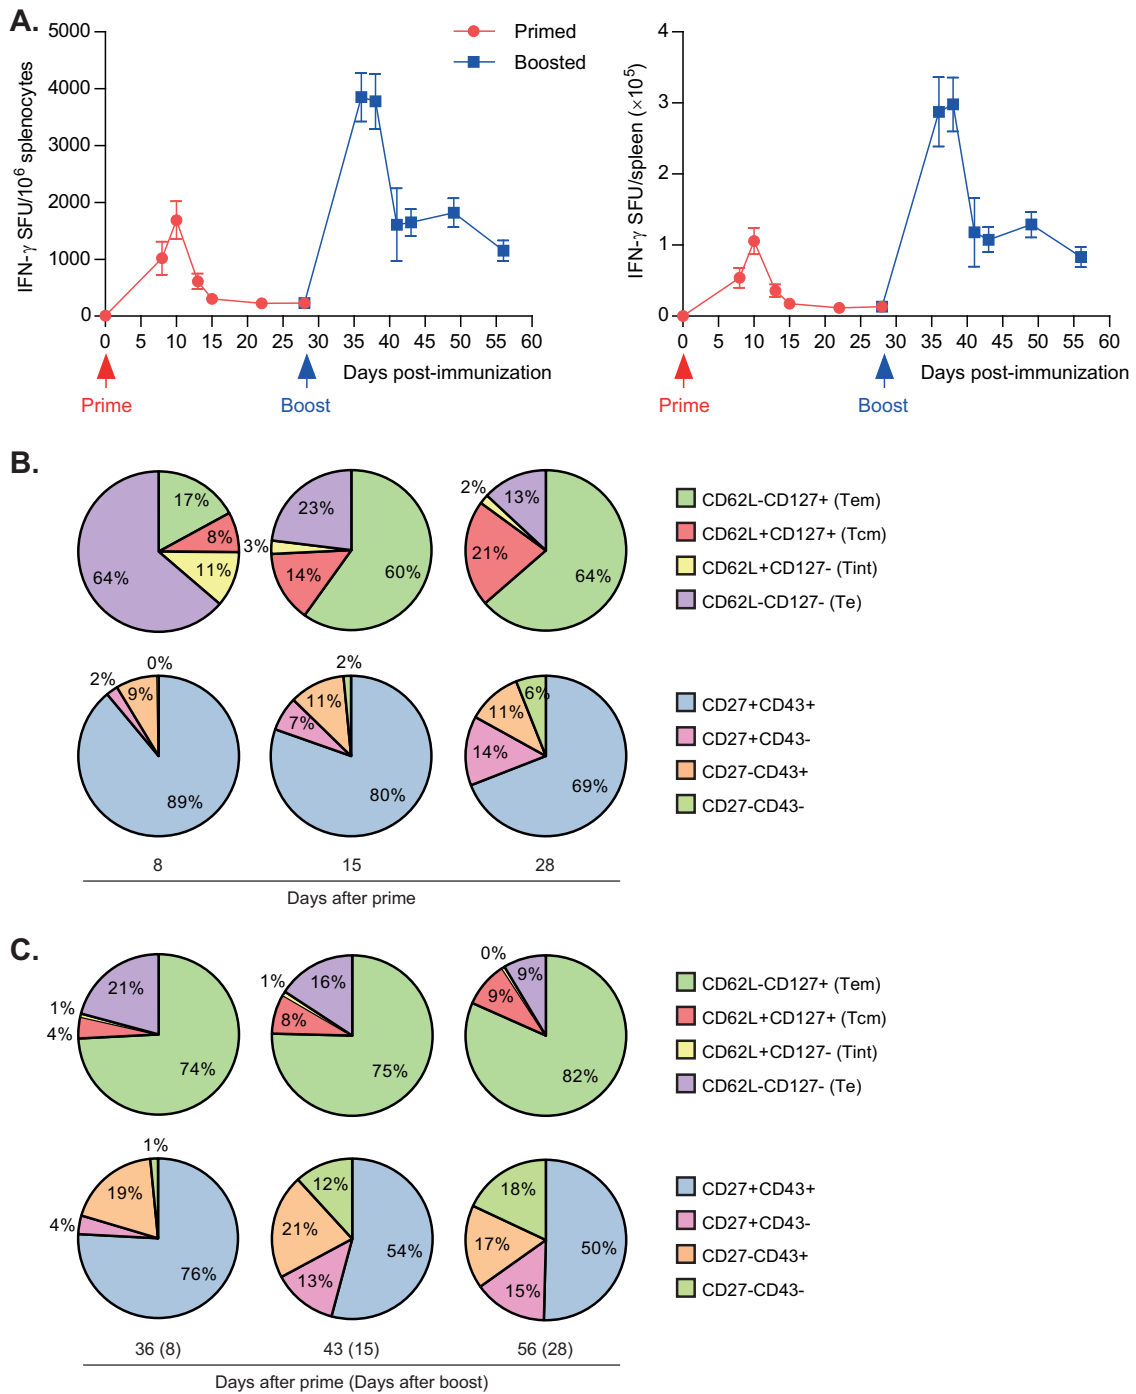 A.
Primed
Boosted
IFN-γ SFU/10⁶ splenocytes
5000
4000
3000
2000
1000
0
0 5 10 15 20 25 30 35 40 45 50 55 60
Days post-immunization
Prime
Boost
IFN-γ SFU/spleen (×10⁵)
4
3
2
1
0
0 5 10 15 20 25 30 35 40 45 50 55 60
Days post-immunization
Prime
Boost
B.
17%
8%
11%
64%
23%
3%
14%
60%
2%
13%
21%
64%
CD62L-CD127+ (Tem)
CD62L+CD127+ (Tcm)
CD62L+CD127- (Tint)
CD62L-CD127- (Te)
0%
2%
9%
89%
2%
11%
7%
80%
6%
11%
14%
69%
CD27+CD43+
CD27+CD43-
CD27-CD43+
CD27-CD43-
8 15 28
Days after prime
C.
21%
1%
4%
74%
1%
16%
8%
75%
0%
9%
9%
82%
CD62L-CD127+ (Tem)
CD62L+CD127+ (Tcm)
CD62L+CD127- (Tint)
CD62L-CD127- (Te)
1%
19%
4%
76%
12%
21%
13%
54%
18%
17%
15%
50%
CD27+CD43+
CD27+CD43-
CD27-CD43+
CD27-CD43-
36 (8) 43 (15) 56 (28)
Days after prime (Days after boost)